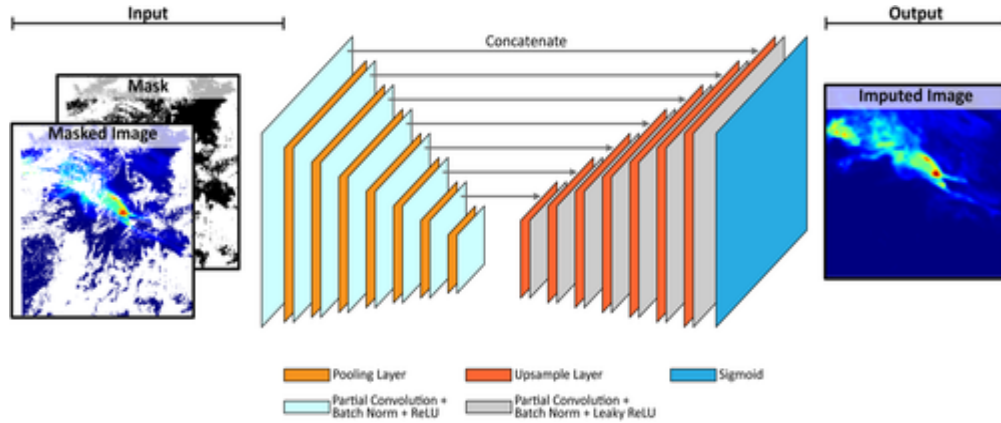 Input
Output
Concatenate
Mask
Masked Image
Imputed Image
Pooling Layer
Upsample Layer
Sigmoid
Partial Convolution +
Batch Norm + ReLU
Partial Convolution +
Batch Norm + Leaky ReLU